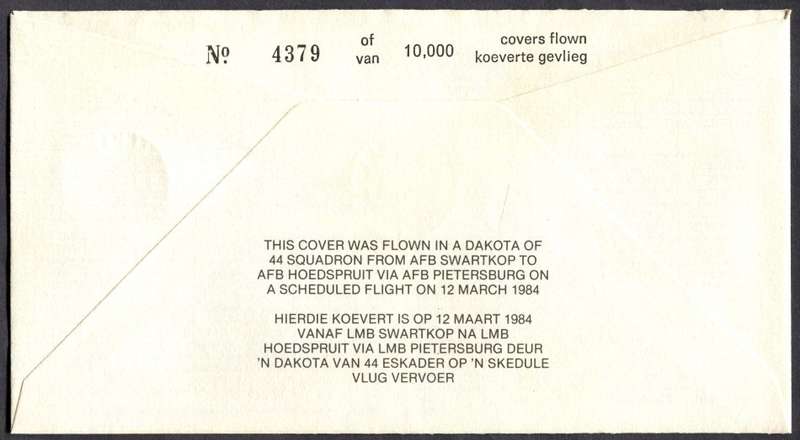 Nº 4379 of van 10,000 covers flown koeverte gevlieg
THIS COVER WAS FLOWN IN A DAKOTA OF
44 SQUADRON FROM AFB SWARTKOP TO
AFB HOEDSPRUIT VIA AFB PIETERSBURG ON
A SCHEDULED FLIGHT ON 12 MARCH 1984
HIERDIE KOEVERT IS OP 12 MAART 1984
VANAF LMB SWARTKOP NA LMB
HOEDSPRUIT VIA LMB PIETERSBURG DEUR
'N DAKOTA VAN 44 ESKADER OP 'N SKEDULE
VLUG VERVOER